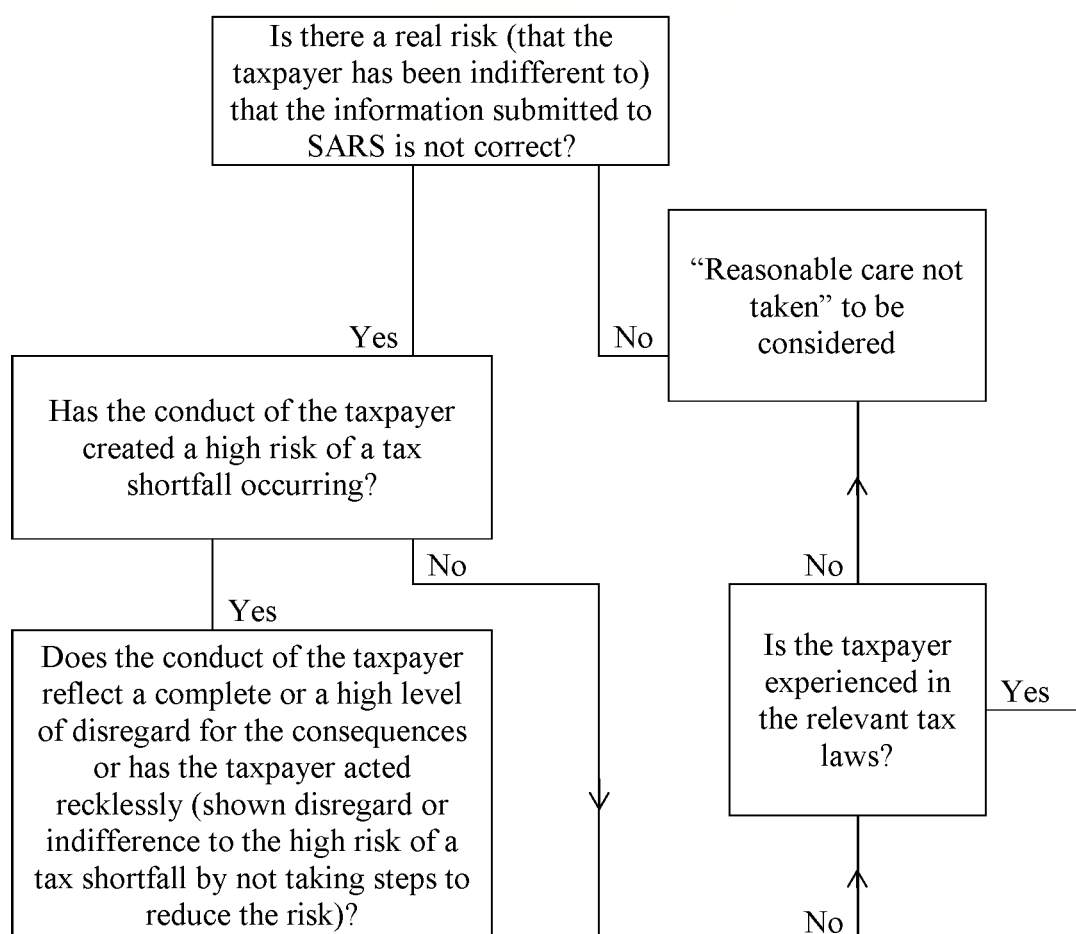 Is there a real risk (that the
taxpayer has been indifferent to)
that the information submitted to
SARS is not correct?
“Reasonable care not
taken” to be
considered
Yes
No
Has the conduct of the taxpayer
created a high risk of a tax
shortfall occurring?
No
No
Yes
Is the taxpayer
experienced in
the relevant tax
laws?
Yes
Does the conduct of the taxpayer
reflect a complete or a high level
of disregard for the consequences
or has the taxpayer acted
recklessly (shown disregard or
indifference to the high risk of a
tax shortfall by not taking steps to
reduce the risk)?
No